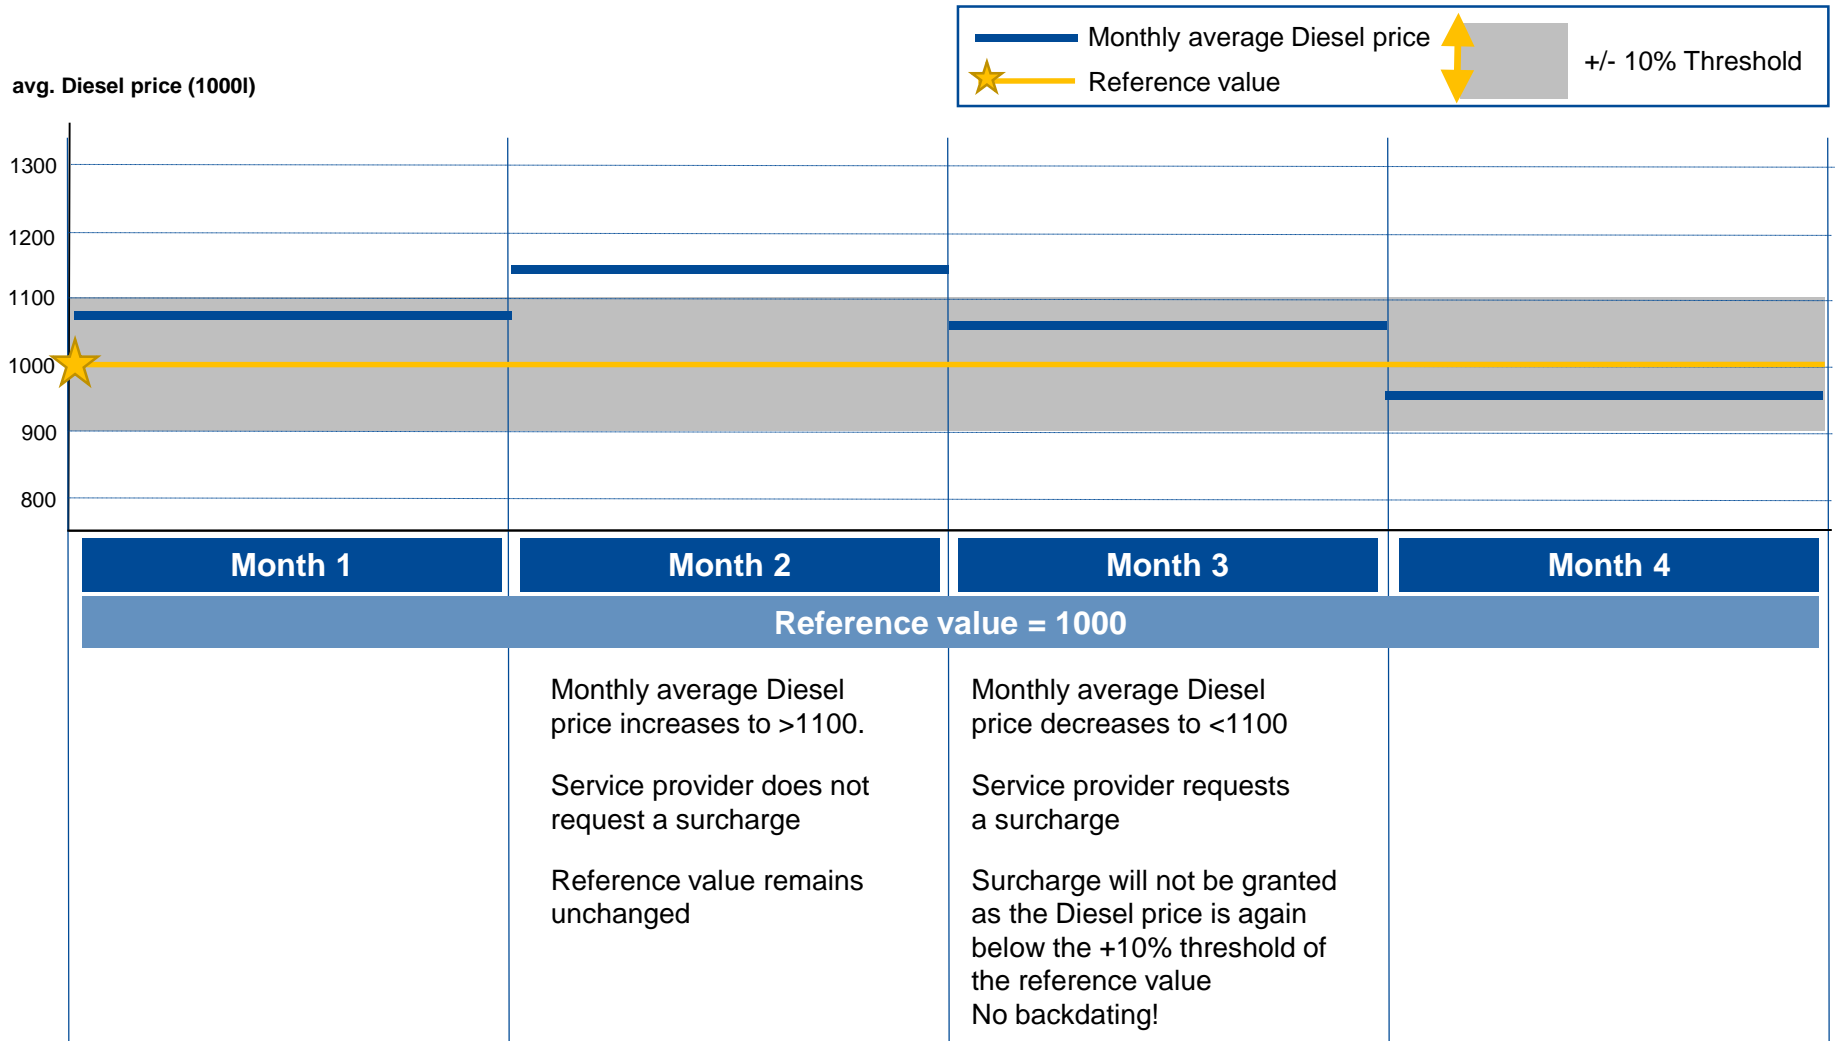 Monthly average Diesel price
Reference value
+/- 10% Threshold
avg. Diesel price (1000l)
1300
1200
1100
1000
900
800
Month 1
Month 2
Month 3
Month 4
Reference value = 1000
Monthly average Diesel
price increases to >1100.
Service provider does not
request a surcharge
Reference value remains
unchanged
Monthly average Diesel
price decreases to <1100
Service provider requests
a surcharge
Surcharge will not be granted
as the Diesel price is again
below the +10% threshold of
the reference value
No backdating!